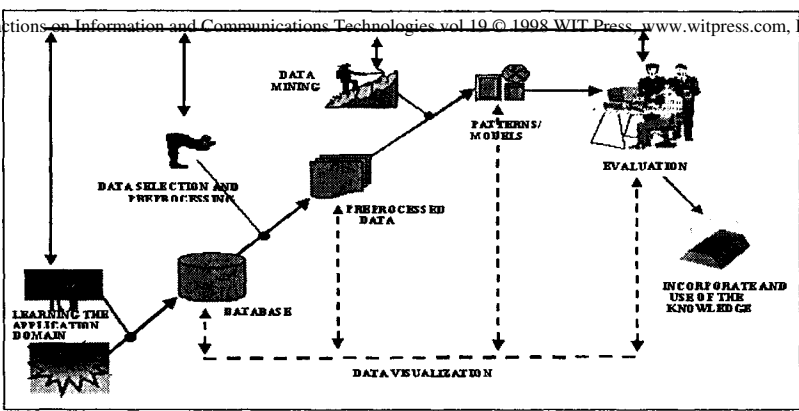 ctions on Information and Communications Technologies vol 19 © 1998 WIT Press, www.witpress.com,
DATA
MINING
PATTERNS/
MODELS
EVALUATION
DATA SELECTION AND
PREPROCESSING
PREPROCESSED
DATA
INCORPORATE AND
USE OF THE
KNOWLEDGE
LEARNING THE
APPLICATION
DOMAIN
DATABASE
DATA VISUALIZATION